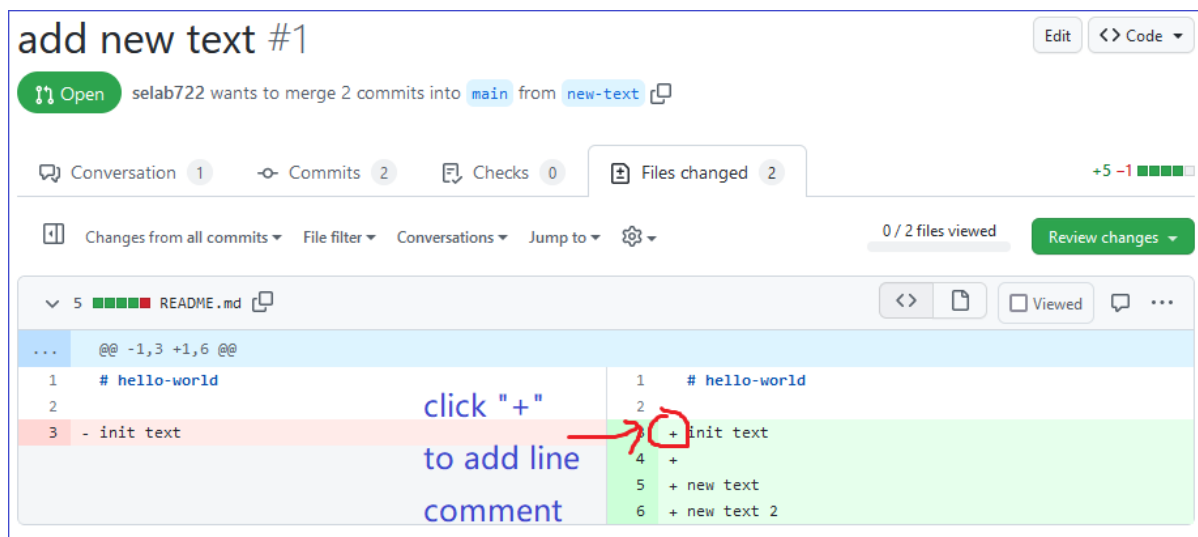 add new text #1
Edit
<> Code
Open
selab722 wants to merge 2 commits into main from new-text
Conversation 1
Commits 2
Checks 0
Files changed 2
+5 −1
Changes from all commits
File filter
Conversations
Jump to
0 / 2 files viewed
Review changes
5 README.md
<>
Viewed
...
... @@ -1,3 +1,6 @@
1 # hello-world
1 # hello-world
2
2
3 - init text
3 + init text
4 +
5 + new text
6 + new text 2
click "+"
to add line
comment